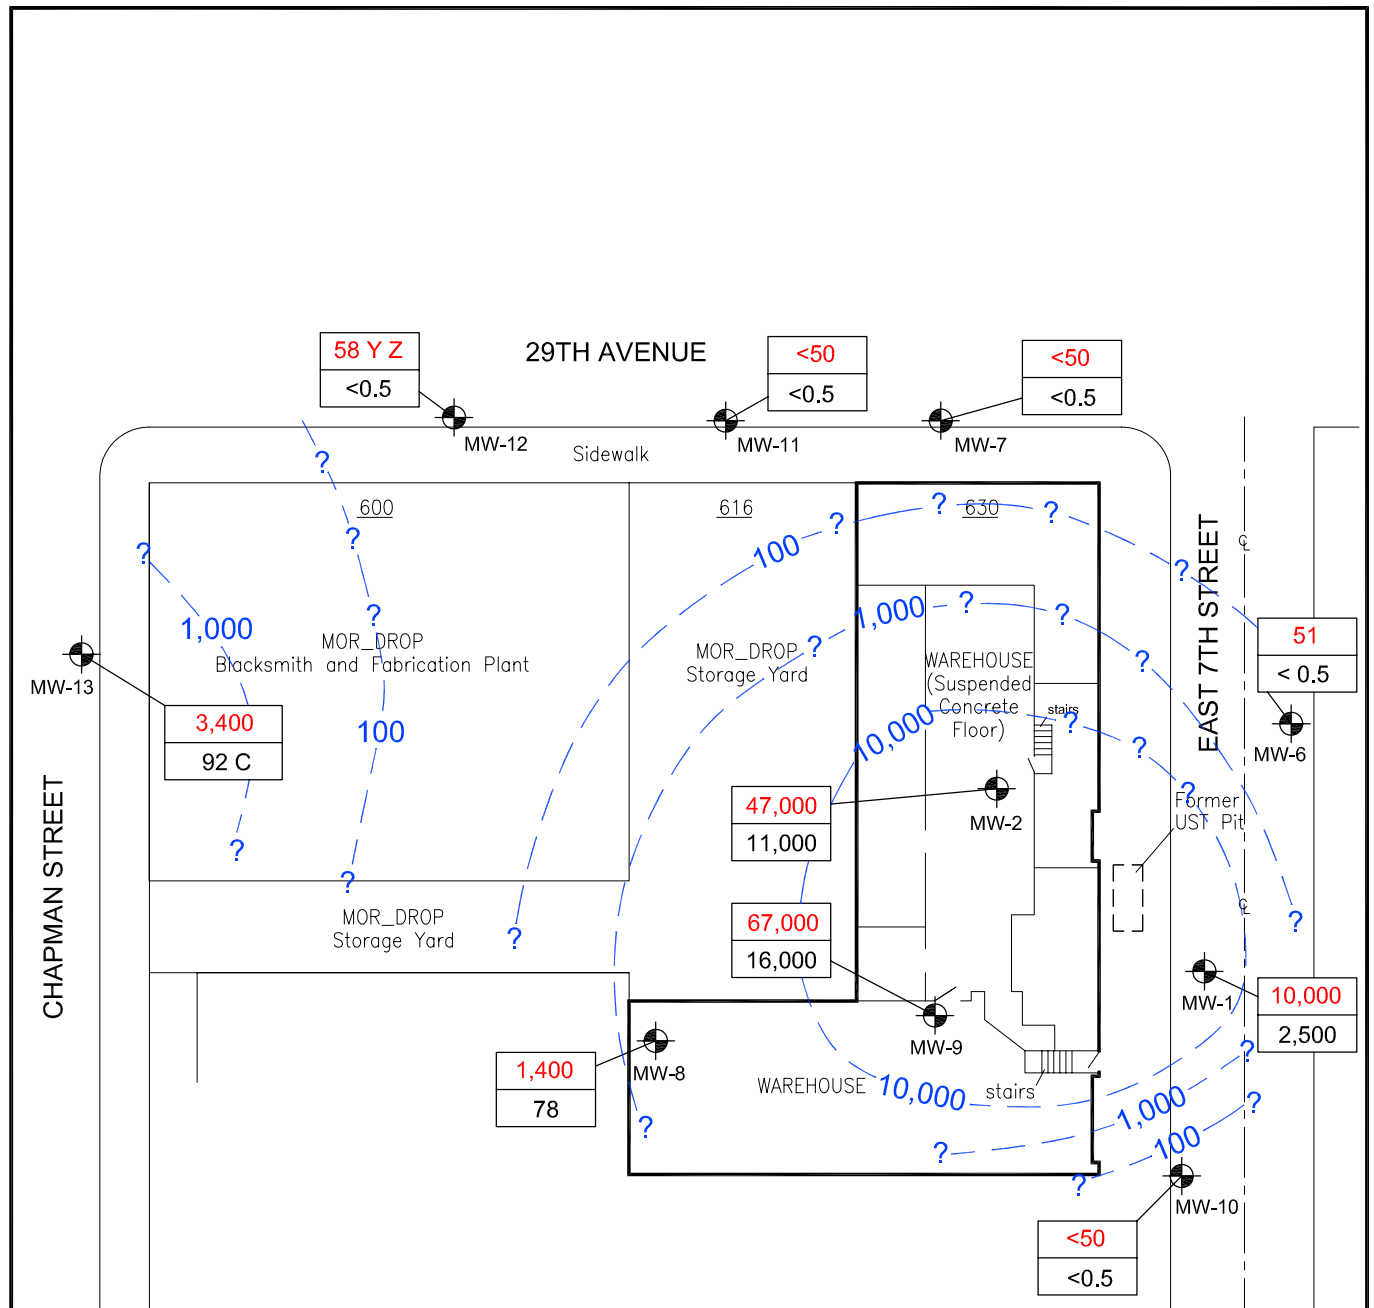 58 Y Z
<0.5
29TH AVENUE
<50
<0.5
<50
<0.5
MW-12
MW-11
MW-7
Sidewalk
?
600
616
630
?
?
?
?
?
100
?
?
EAST 7TH STREET
℄
1,000
?
?
?
1,000
?
?
MOR_DROP
Blacksmith and Fabrication Plant
MOR_DROP
Storage Yard
WAREHOUSE
(Suspended
Concrete
Floor)
51
< 0.5
MW-6
MW-13
3,400
92 C
100
10,000
stairs
?
?
?
Former
UST Pit
47,000
11,000
MW-2
CHAPMAN STREET
?
?
MOR_DROP
Storage Yard
?
67,000
16,000
℄
?
MW-1
10,000
2,500
MW-9
MW-8
1,400
78
WAREHOUSE
10,000
stairs
?
?
?
1,000
100
?
?
MW-10
<50
<0.5